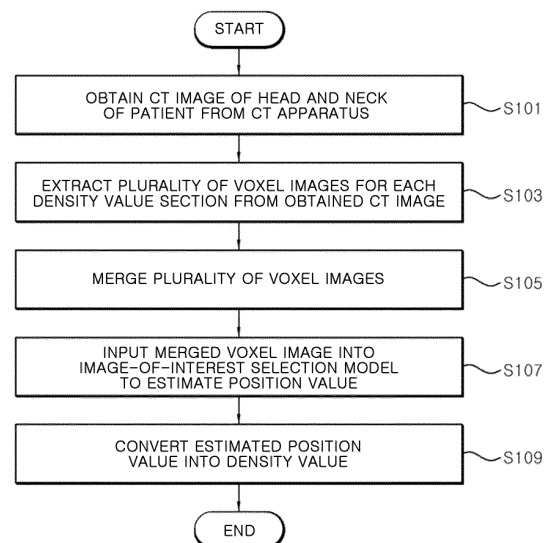 START
OBTAIN CT IMAGE OF HEAD AND NECK
OF PATIENT FROM CT APPARATUS
S101
EXTRACT PLURALITY OF VOXEL IMAGES FOR EACH
DENSITY VALUE SECTION FROM OBTAINED CT IMAGE
S103
MERGE PLURALITY OF VOXEL IMAGES
S105
INPUT MERGED VOXEL IMAGE INTO
IMAGE-OF-INTEREST SELECTION MODEL
TO ESTIMATE POSITION VALUE
S107
CONVERT ESTIMATED POSITION
VALUE INTO DENSITY VALUE
S109
END